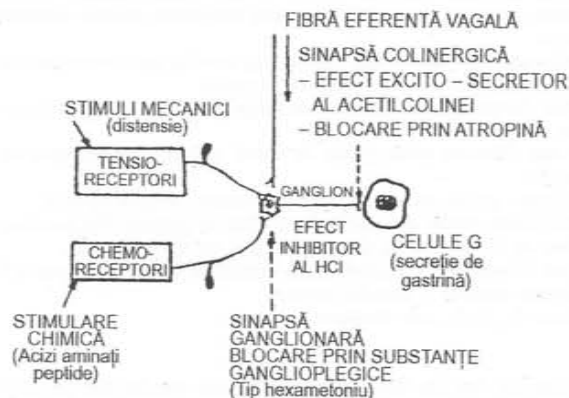 FIBRĂ EFERENTĂ VAGALĂ
SINAPSĂ COLINERGICĂ
– EFECT EXCITO – SECRETOR
AL ACETILCOLINEI
– BLOCARE PRIN ATROPINĂ
STIMULI MECANICI
(distensie)
TENSIO-
RECEPTORI
GANGLION
EFECT
INHIBITOR
AL HCl
CELULE G
(secreție de
gastrină)
CHEMO-
RECEPTORI
STIMULARE
CHIMICĂ
(Acizi aminați
peptide)
SINAPSĂ
GANGLIONARĂ
BLOCARE PRIN SUBSTANȚE
GANGLIOPLEGICE
(Tip hexametoniu)